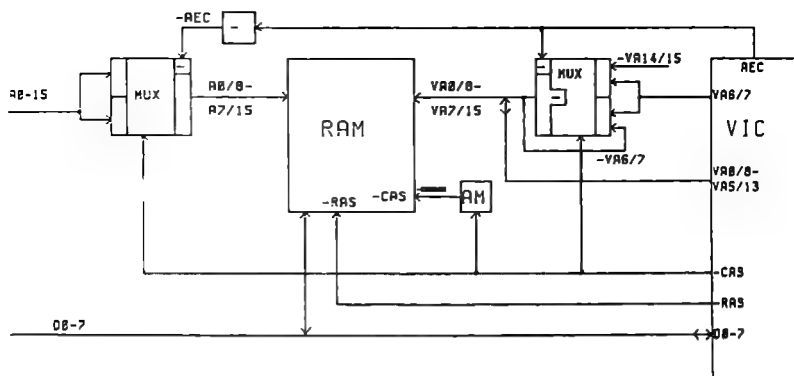 -AEC
-
-VA14/15
AEC
A0-15
MUX
A0/8-
A7/15
RAM
VA0/8-
VA7/15
MUX
VA6/7
VIC
-VA6/7
VA0/8-
VA5/13
-RAS
-CAS
AM
-CAS
-RAS
D0-7
D0-7